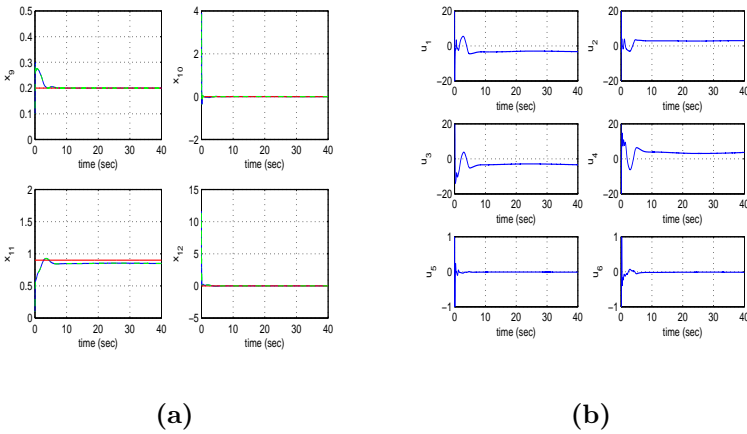 0.5
0.4
0.3
0.2
0.1
0
x9
0 10 20 30 40
time (sec)
4
2
0
-2
x10
0 10 20 30 40
time (sec)
2
1.5
1
0.5
0
x11
0 10 20 30 40
time (sec)
15
10
5
0
-5
x12
0 10 20 30 40
time (sec)
(a)
20
0
-20
u1
0 10 20 30 40
time (sec)
20
0
-20
u2
0 10 20 30 40
time (sec)
20
0
-20
u3
0 10 20 30 40
time (sec)
20
0
-20
u4
0 10 20 30 40
time (sec)
1
0
-1
u5
0 10 20 30 40
time (sec)
1
0
-1
u6
0 10 20 30 40
time (sec)
(b)